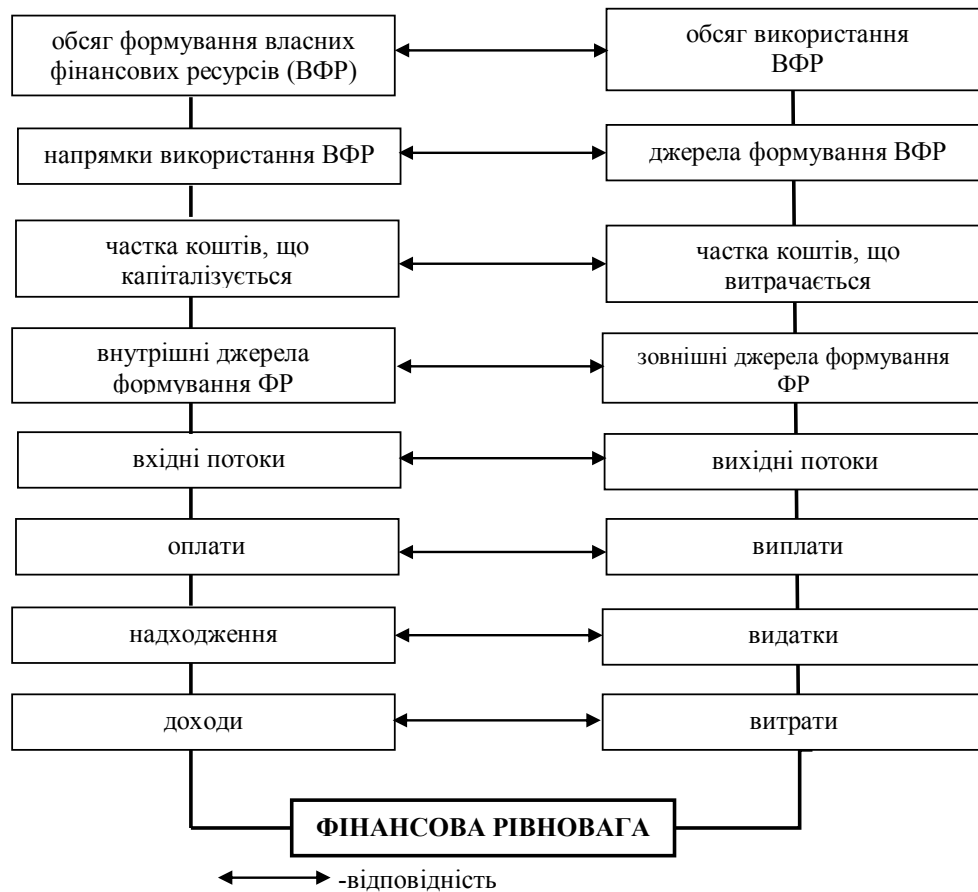 обсяг формування власних
фінансових ресурсів (ВФР)
обсяг використання
ВФР
напрямки використання ВФР
джерела формування ВФР
частка коштів, що
капіталізується
частка коштів, що
витрачається
внутрішні джерела
формування ФР
зовнішні джерела формування
ФР
вхідні потоки
вихідні потоки
оплати
виплати
надходження
видатки
доходи
витрати
ФІНАНСОВА РІВНОВАГА
-відповідність